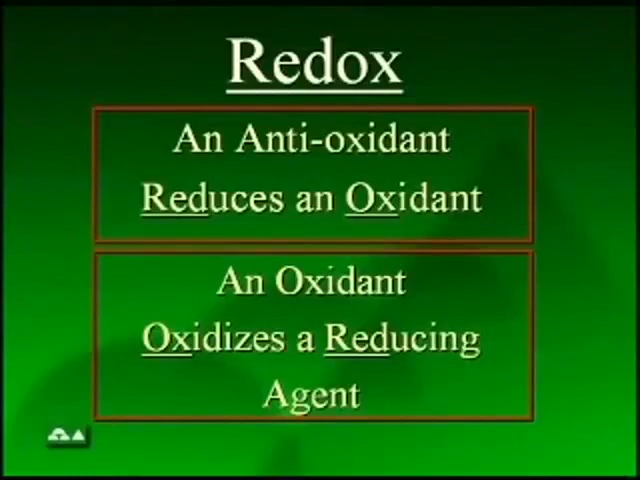 Redox
An Anti-oxidant
Reduces an Oxidant
An Oxidant
Oxidizes a Reducing
Agent